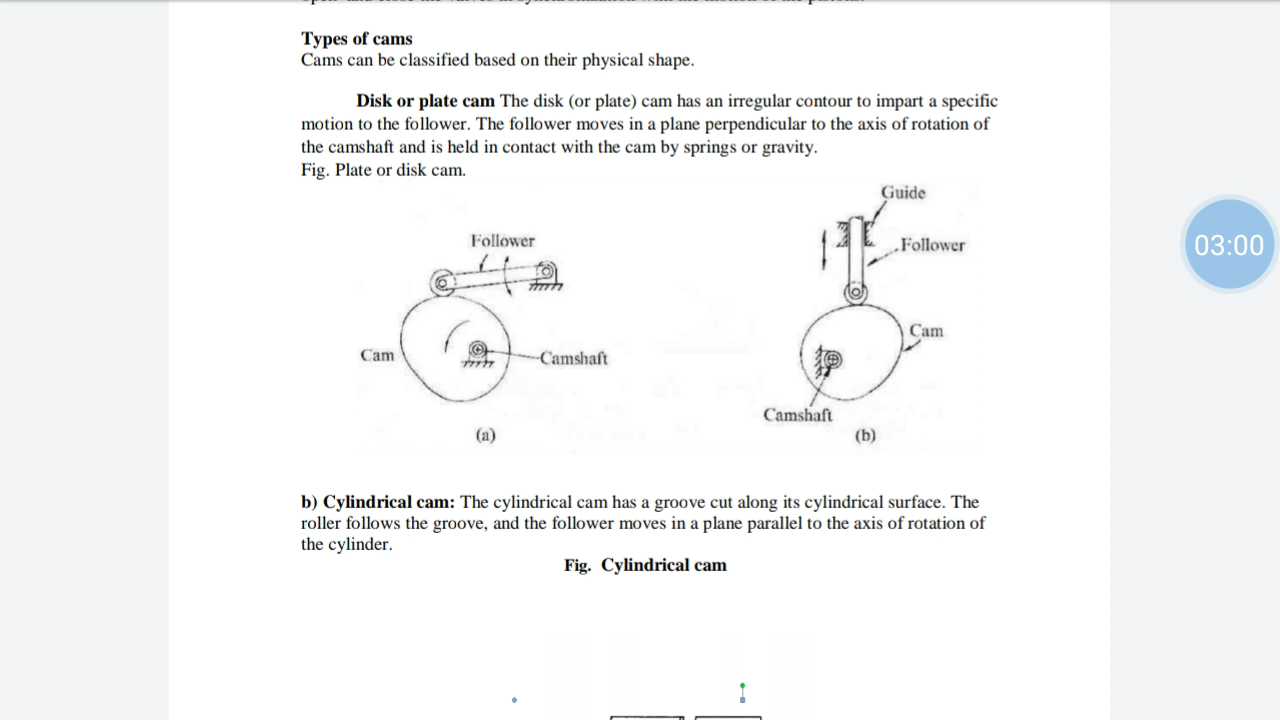 Types of cams
Cams can be classified based on their physical shape.
Disk or plate cam The disk (or plate) cam has an irregular contour to impart a specific
motion to the follower. The follower moves in a plane perpendicular to the axis of rotation of
the camshaft and is held in contact with the cam by springs or gravity.
Fig. Plate or disk cam.
Guide
Follower
Follower
03:00
Cam
Cam
Camshaft
Camshaft
(a)
(b)
b) Cylindrical cam: The cylindrical cam has a groove cut along its cylindrical surface. The
roller follows the groove, and the follower moves in a plane parallel to the axis of rotation of
the cylinder.
Fig. Cylindrical cam